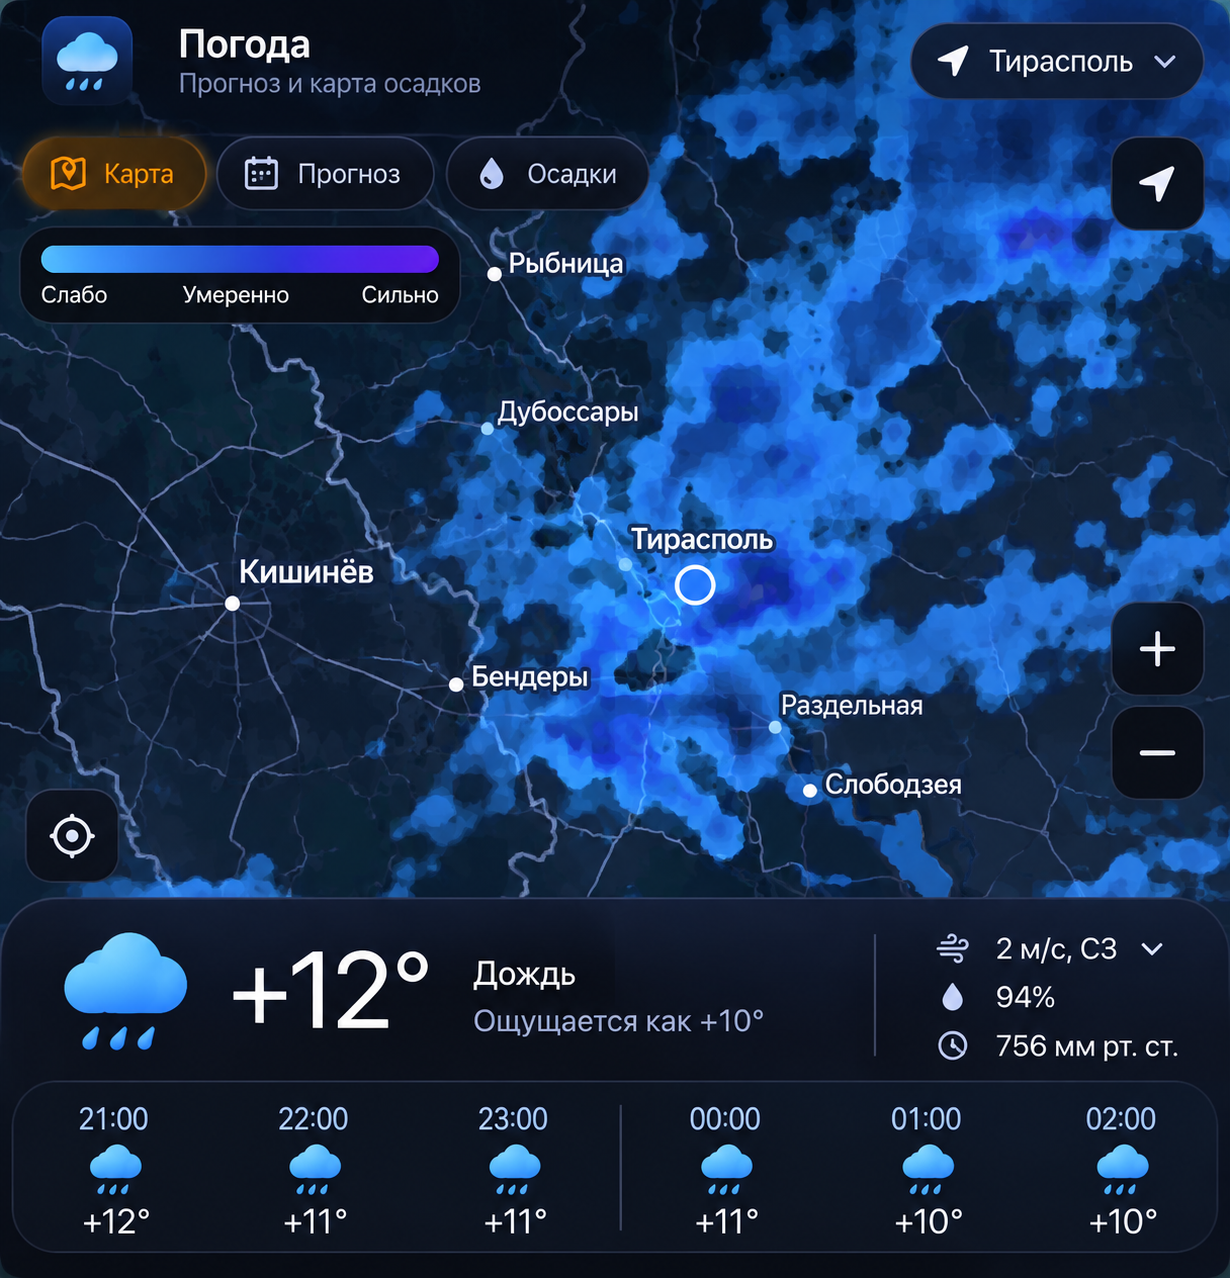 Погода
Прогноз и карта осадков
Тирасполь
Карта
Прогноз
Осадки
Слабо
Умеренно
Сильно
Рыбница
Дубоссары
Тирасполь
Кишинёв
Бендеры
Раздельная
Слободзея
+12°
Дождь
Ощущается как +10°
2 м/с, СЗ
94%
756 мм рт. ст.
21:00
22:00
23:00
00:00
01:00
02:00
+12°
+11°
+11°
+11°
+10°
+10°